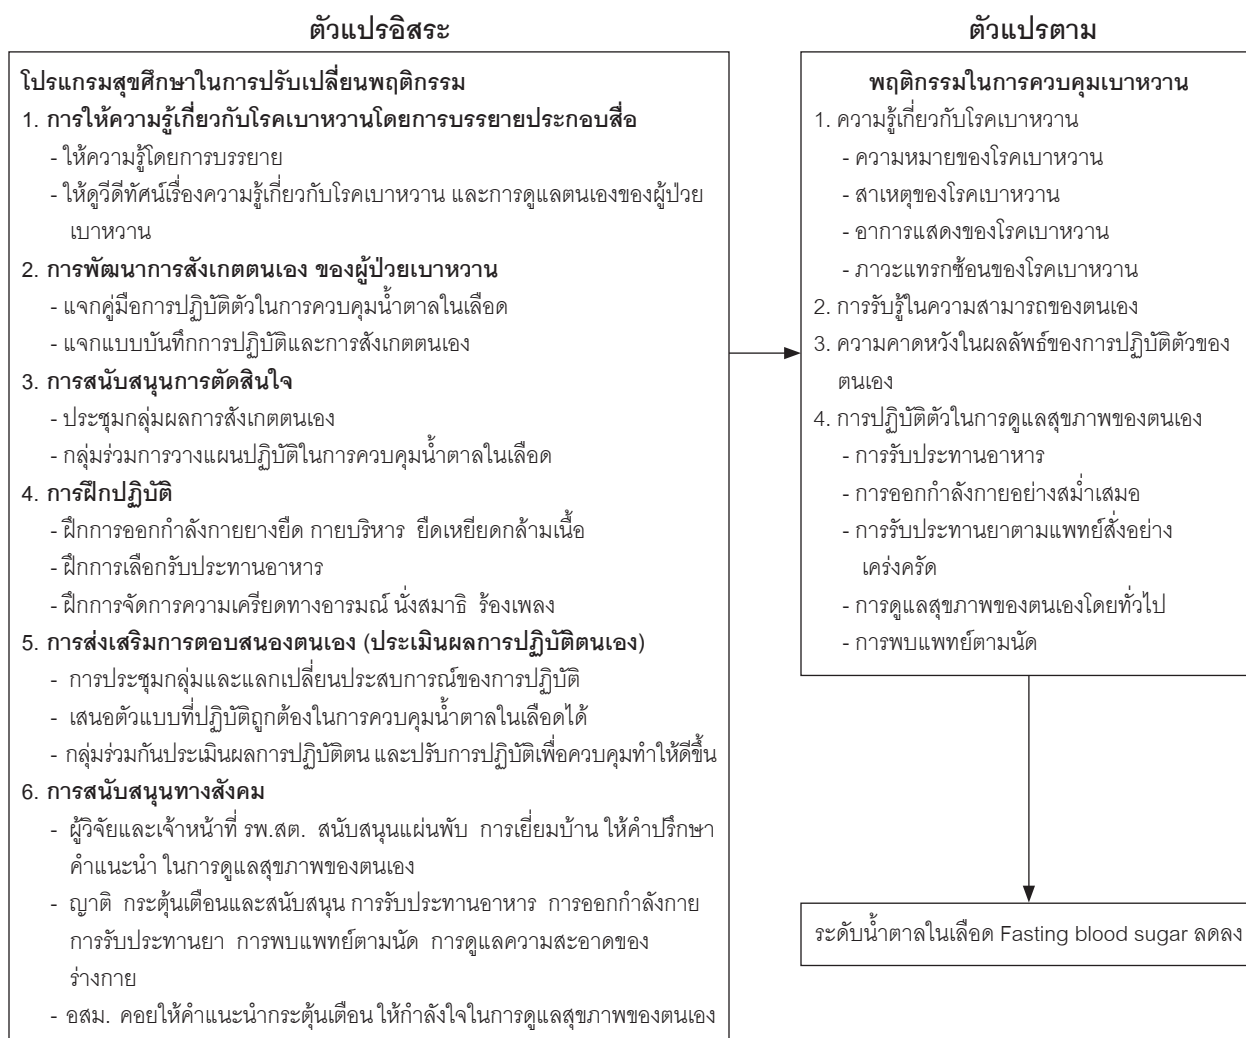 ตัวแปรอิสระ
โปรแกรมสุขศึกษาในการปรับเปลี่ยนพฤติกรรม
1. การให้ความรู้เกี่ยวกับโรคเบาหวานโดยการบรรยายประกอบสื่อ
- ให้ความรู้โดยการบรรยาย
- ให้ดูวีดีทัศน์เรื่องความรู้เกี่ยวกับโรคเบาหวาน และการดูแลตนเองของผู้ป่วย
เบาหวาน
2. การพัฒนาการสังเกตตนเอง ของผู้ป่วยเบาหวาน
- แจกคู่มือการปฏิบัติตัวในการควบคุมน้ำตาลในเลือด
- แจกแบบบันทึกการปฏิบัติและการสังเกตตนเอง
3. การสนับสนุนการตัดสินใจ
- ประชุมกลุ่มผลการสังเกตตนเอง
- กลุ่มร่วมการวางแผนปฏิบัติในการควบคุมน้ำตาลในเลือด
4. การฝึกปฏิบัติ
- ฝึกการออกกำลังกายยางยืด กายบริหาร ยืดเหยียดกล้ามเนื้อ
- ฝึกการเลือกรับประทานอาหาร
- ฝึกการจัดการความเครียดทางอารมณ์ นั่งสมาธิ ร้องเพลง
5. การส่งเสริมการตอบสนองตนเอง (ประเมินผลการปฏิบัติตนเอง)
- การประชุมกลุ่มและแลกเปลี่ยนประสบการณ์ของการปฏิบัติ
- เสนอตัวแบบที่ปฏิบัติถูกต้องในการควบคุมน้ำตาลในเลือดได้
- กลุ่มร่วมกันประเมินผลการปฏิบัติตน และปรับการปฏิบัติเพื่อควบคุมทำให้ดีขึ้น
6. การสนับสนุนทางสังคม
- ผู้วิจัยและเจ้าหน้าที่ รพ.สต. สนับสนุนแผ่นพับ การเยี่ยมบ้าน ให้คำปรึกษา
คำแนะนำ ในการดูแลสุขภาพของตนเอง
- ญาติ กระตุ้นเตือนและสนับสนุน การรับประทานอาหาร การออกกำลังกาย
การรับประทานยา การพบแพทย์ตามนัด การดูแลความสะอาดของ
ร่างกาย
- อสม. คอยให้คำแนะนำกระตุ้นเตือน ให้กำลังใจในการดูแลสุขภาพของตนเอง
ตัวแปรตาม
พฤติกรรมในการควบคุมเบาหวาน
1. ความรู้เกี่ยวกับโรคเบาหวาน
- ความหมายของโรคเบาหวาน
- สาเหตุของโรคเบาหวาน
- อาการแสดงของโรคเบาหวาน
- ภาวะแทรกซ้อนของโรคเบาหวาน
2. การรับรู้ในความสามารถของตนเอง
3. ความคาดหวังในผลลัพธ์ของการปฏิบัติตัวของ
ตนเอง
4. การปฏิบัติตัวในการดูแลสุขภาพของตนเอง
- การรับประทานอาหาร
- การออกกำลังกายอย่างสม่ำเสมอ
- การรับประทานยาตามแพทย์สั่งอย่าง
เคร่งครัด
- การดูแลสุขภาพของตนเองโดยทั่วไป
- การพบแพทย์ตามนัด
ระดับน้ำตาลในเลือด Fasting blood sugar ลดลง